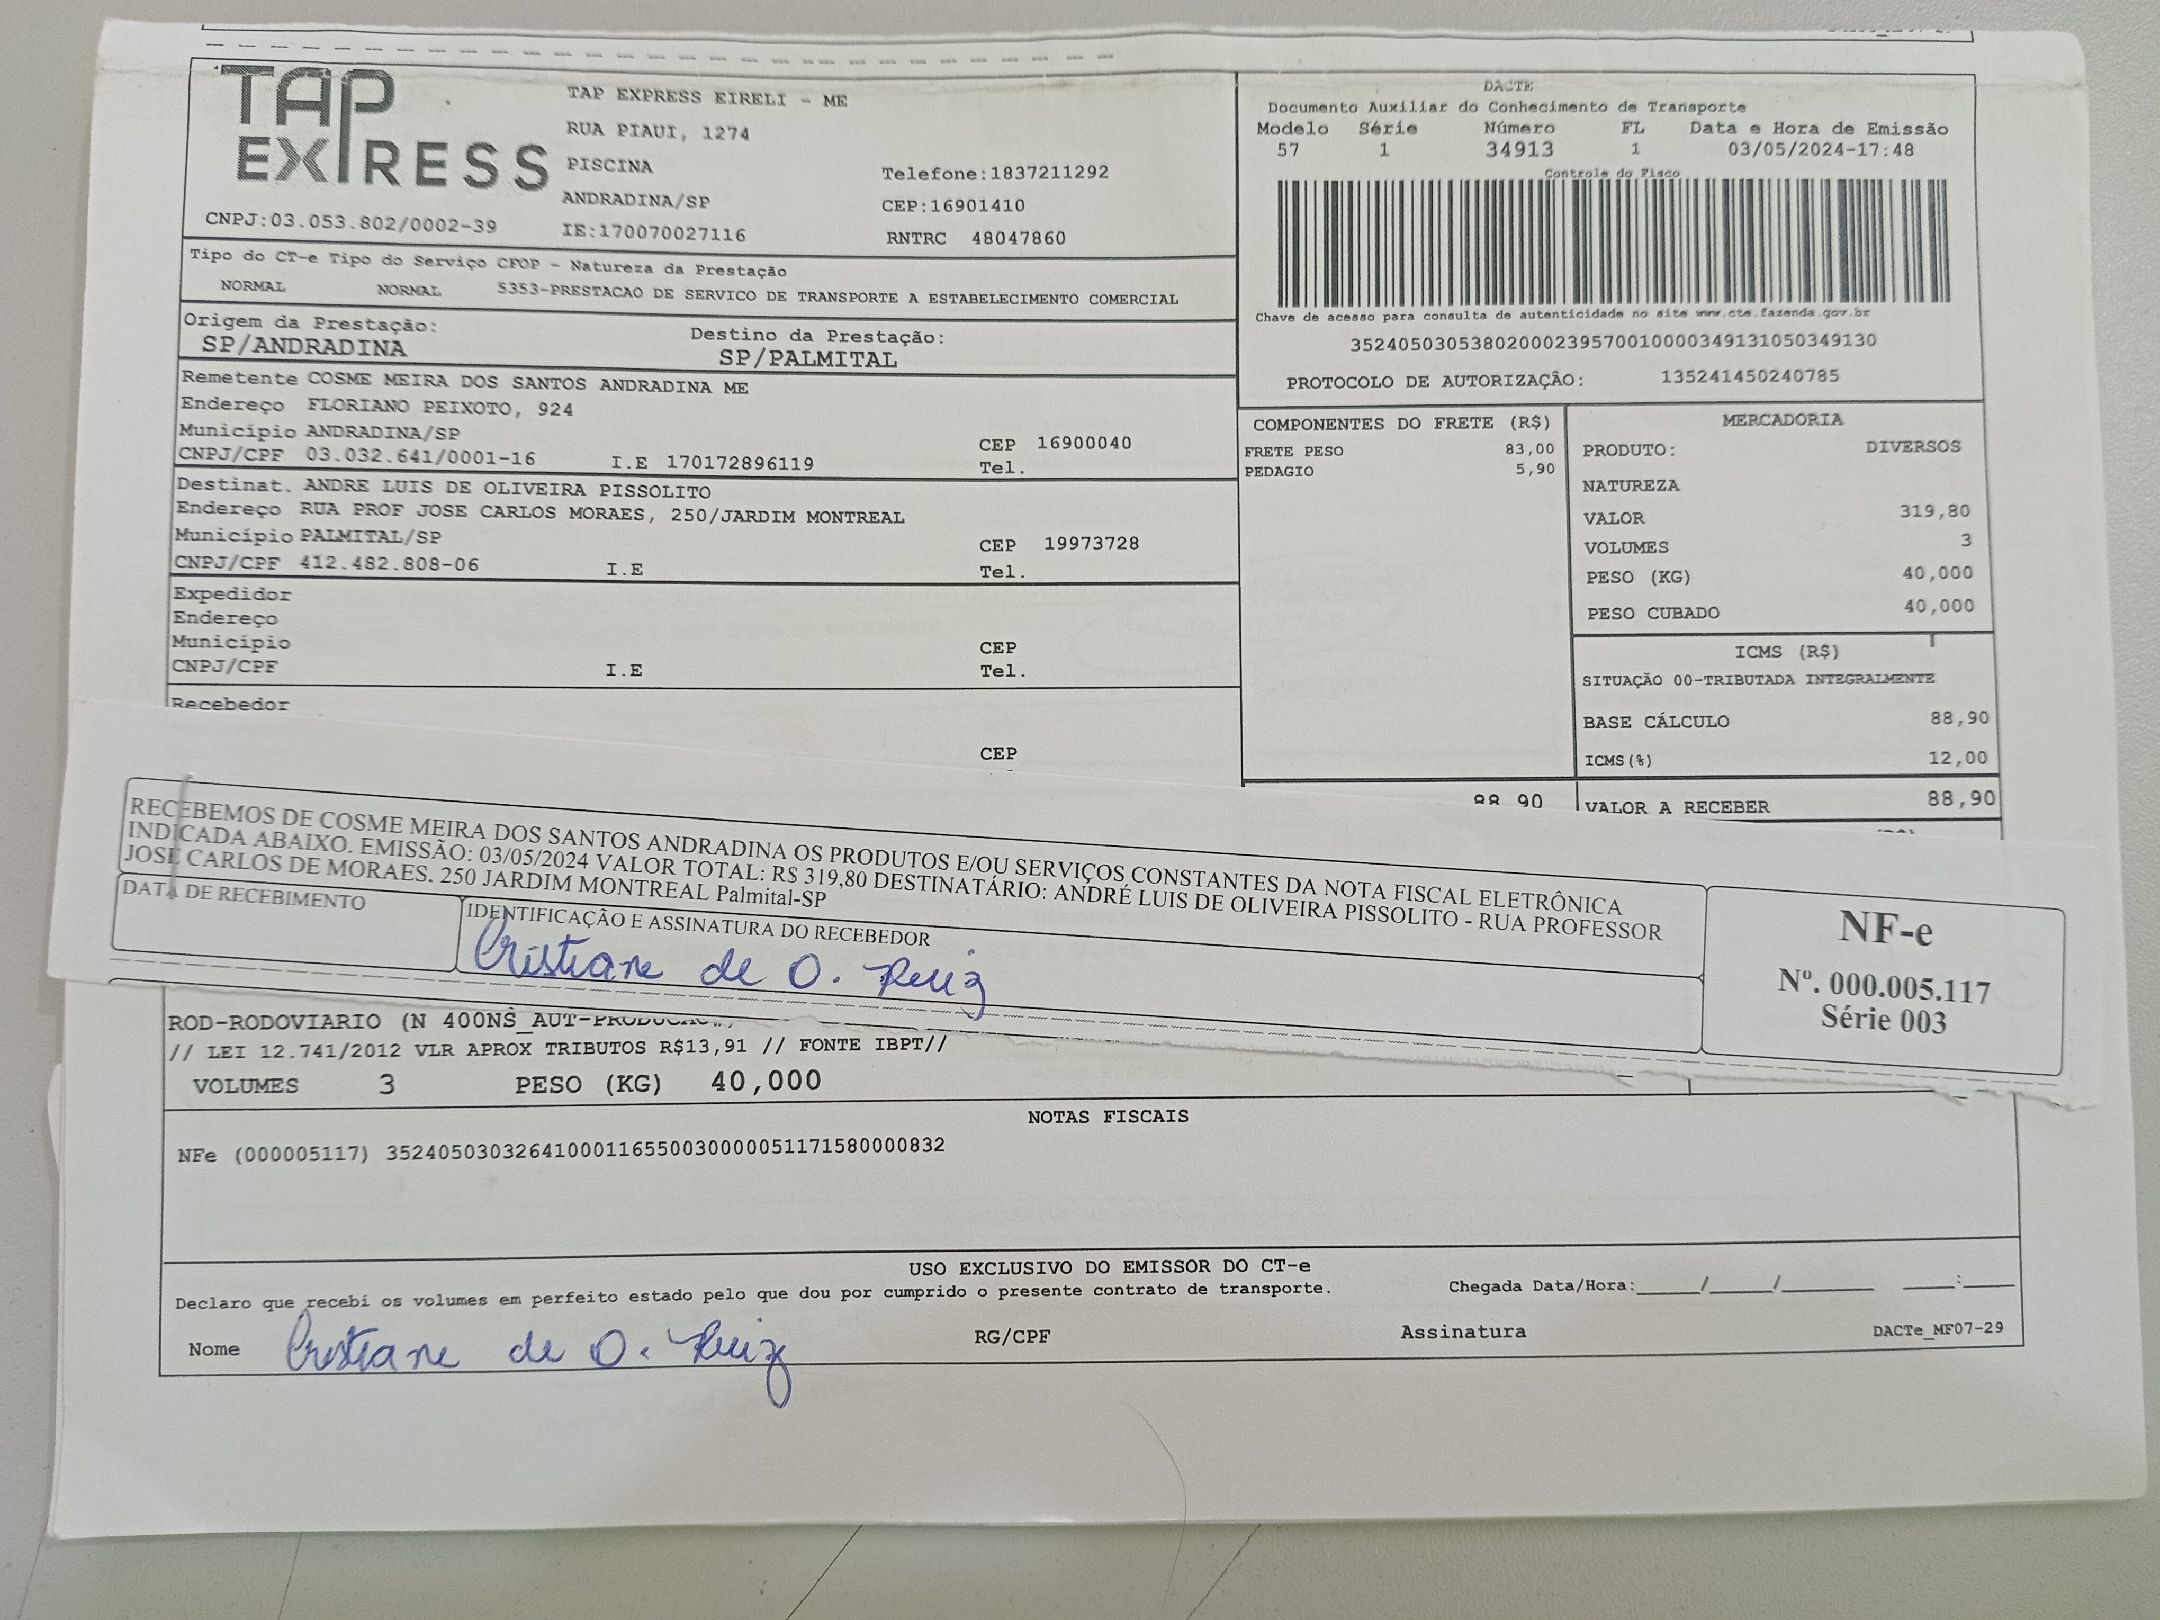 TAP EXPRESS
CNPJ:03.053.802/0002-39
TAP EXPRESS EIRELI - ME
RUA PIAUI, 1274
PISCINA
Telefone:1837211292
ANDRADINA/SP
CEP:16901410
IE:170070027116
RNTRC 48047860
DACTE
Documento Auxiliar do Conhecimento de Transporte
Modelo Série Número FL Data e Hora de Emissão
57 1 34913 1 03/05/2024-17:48
Controle do Fisco
Chave de acesso para consulta de autenticidade no site www.cte.fazenda.gov.br
35240503053802000239570010000349131050349130
PROTOCOLO DE AUTORIZAÇÃO: 135241450240785
Tipo do CT-e Tipo do Serviço CFOP - Natureza da Prestação
NORMAL NORMAL 5353-PRESTACAO DE SERVICO DE TRANSPORTE A ESTABELECIMENTO COMERCIAL
Origem da Prestação: Destino da Prestação:
SP/ANDRADINA SP/PALMITAL
Remetente COSME MEIRA DOS SANTOS ANDRADINA ME
Endereço FLORIANO PEIXOTO, 924
Município ANDRADINA/SP CEP 16900040
CNPJ/CPF 03.032.641/0001-16 I.E 170172896119 Tel.
Destinat. ANDRE LUIS DE OLIVEIRA PISSOLITO
Endereço RUA PROF JOSE CARLOS MORAES, 250/JARDIM MONTREAL
Município PALMITAL/SP CEP 19973728
CNPJ/CPF 412.482.808-06 I.E Tel.
Expedidor
Endereço
Município CEP
CNPJ/CPF I.E Tel.
Recebedor
CEP
COMPONENTES DO FRETE (R$)
FRETE PESO 83,00
PEDAGIO 5,90
88,90
MERCADORIA
PRODUTO: DIVERSOS
NATUREZA
VALOR 319,80
VOLUMES 3
PESO (KG) 40,000
PESO CUBADO 40,000
ICMS (R$)
SITUAÇÃO 00-TRIBUTADA INTEGRALMENTE
BASE CÁLCULO 88,90
ICMS(%) 12,00
VALOR A RECEBER 88,90
RECEBEMOS DE COSME MEIRA DOS SANTOS ANDRADINA OS PRODUTOS E/OU SERVIÇOS CONSTANTES DA NOTA FISCAL ELETRÔNICA
INDICADA ABAIXO. EMISSÃO: 03/05/2024 VALOR TOTAL: R$ 319,80 DESTINATÁRIO: ANDRÉ LUIS DE OLIVEIRA PISSOLITO - RUA PROFESSOR
JOSE CARLOS DE MORAES. 250 JARDIM MONTREAL Palmital-SP
DATA DE RECEBIMENTO
IDENTIFICAÇÃO E ASSINATURA DO RECEBEDOR
Cristiane de O. Ruiz
NF-e
Nº. 000.005.117
Série 003
ROD-RODOVIARIO (N 400NS_AUT-PRODUCAO
// LEI 12.741/2012 VLR APROX TRIBUTOS R$13,91 // FONTE IBPT//
VOLUMES 3 PESO (KG) 40,000
NOTAS FISCAIS
NFe (000005117) 35240503032641000116550030000051171580000832
USO EXCLUSIVO DO EMISSOR DO CT-e
Declaro que recebi os volumes em perfeito estado pelo que dou por cumprido o presente contrato de transporte.
Chegada Data/Hora:_____/_____/_______ ____:____
Nome Cristiane de O. Ruiz RG/CPF Assinatura DACTe_MF07-29